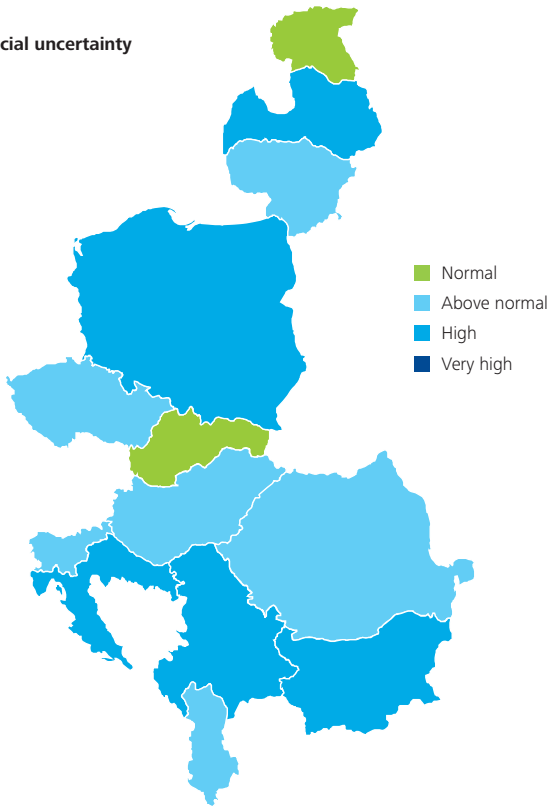 cial uncertainty
Normal
Above normal
High
Very high